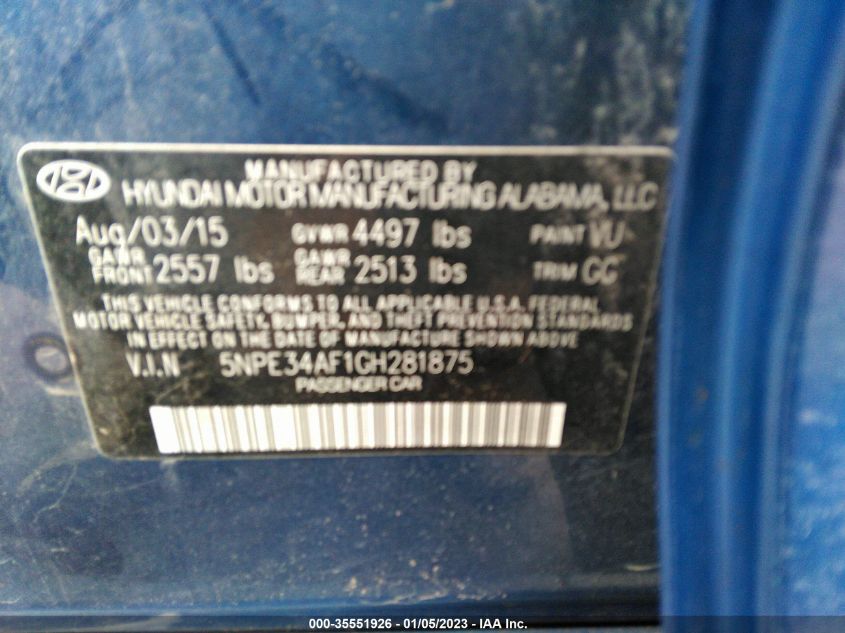 MANUFACTURED BY
HYUNDAI MOTOR MANUFACTURING ALABAMA, LLC
Aug/03/15 GVWR 4497 lbs PAINT VU
GAWR FRONT 2557 lbs GAWR REAR 2513 lbs TRIM GG
THIS VEHICLE CONFORMS TO ALL APPLICABLE U.S.A. FEDERAL
MOTOR VEHICLE SAFETY, BUMPER, AND THEFT PREVENTION STANDARDS
IN EFFECT ON THE DATE OF MANUFACTURE SHOWN ABOVE
V.I.N 5NPE34AF1GH281875
PASSENGER CAR
000-35551926 - 01/05/2023 - IAA Inc.